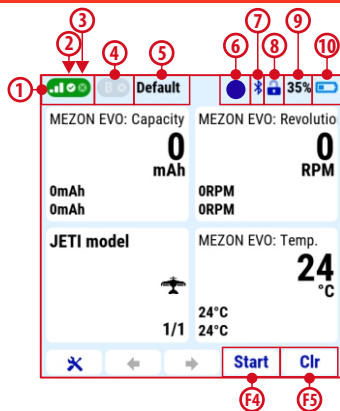 3
2 4 5 6 7 8 9 10
1 B Default 35%
MEZON EVO: Capacity
0
mAh
0mAh
0mAh
MEZON EVO: Revolutio
0
RPM
0RPM
0RPM
JETI model
1/1
MEZON EVO: Temp.
24
°C
24°C
24°C
Start Clr
F4 F5